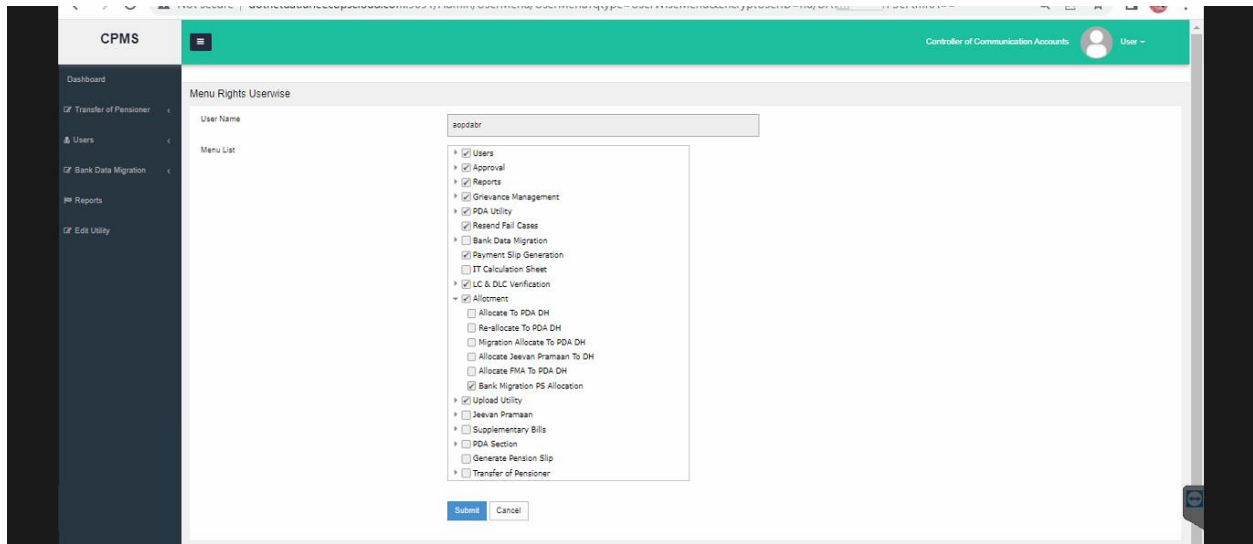 Not secure
CPMS
Controller of Communication Accounts
User
Dashboard
Transfer of Pensioner
Users
Bank Data Migration
Reports
Edit Utility
Menu Rights Userwise
User Name
aopdabr
Menu List
Users
Approval
Reports
Grievance Management
PDA Utility
Resend Fail Cases
Bank Data Migration
Payment Slip Generation
IT Calculation Sheet
LC & DLC Verification
Allotment
Allocate To PDA DH
Re-allocate To PDA DH
Migration Allocate To PDA DH
Allocate Jeevan Pramaan To DH
Allocate FMA To PDA DH
Bank Migration PS Allocation
Upload Utility
Jeevan Pramaan
Supplementary Bills
PDA Section
Generate Pension Slip
Transfer of Pensioner
Submit Cancel